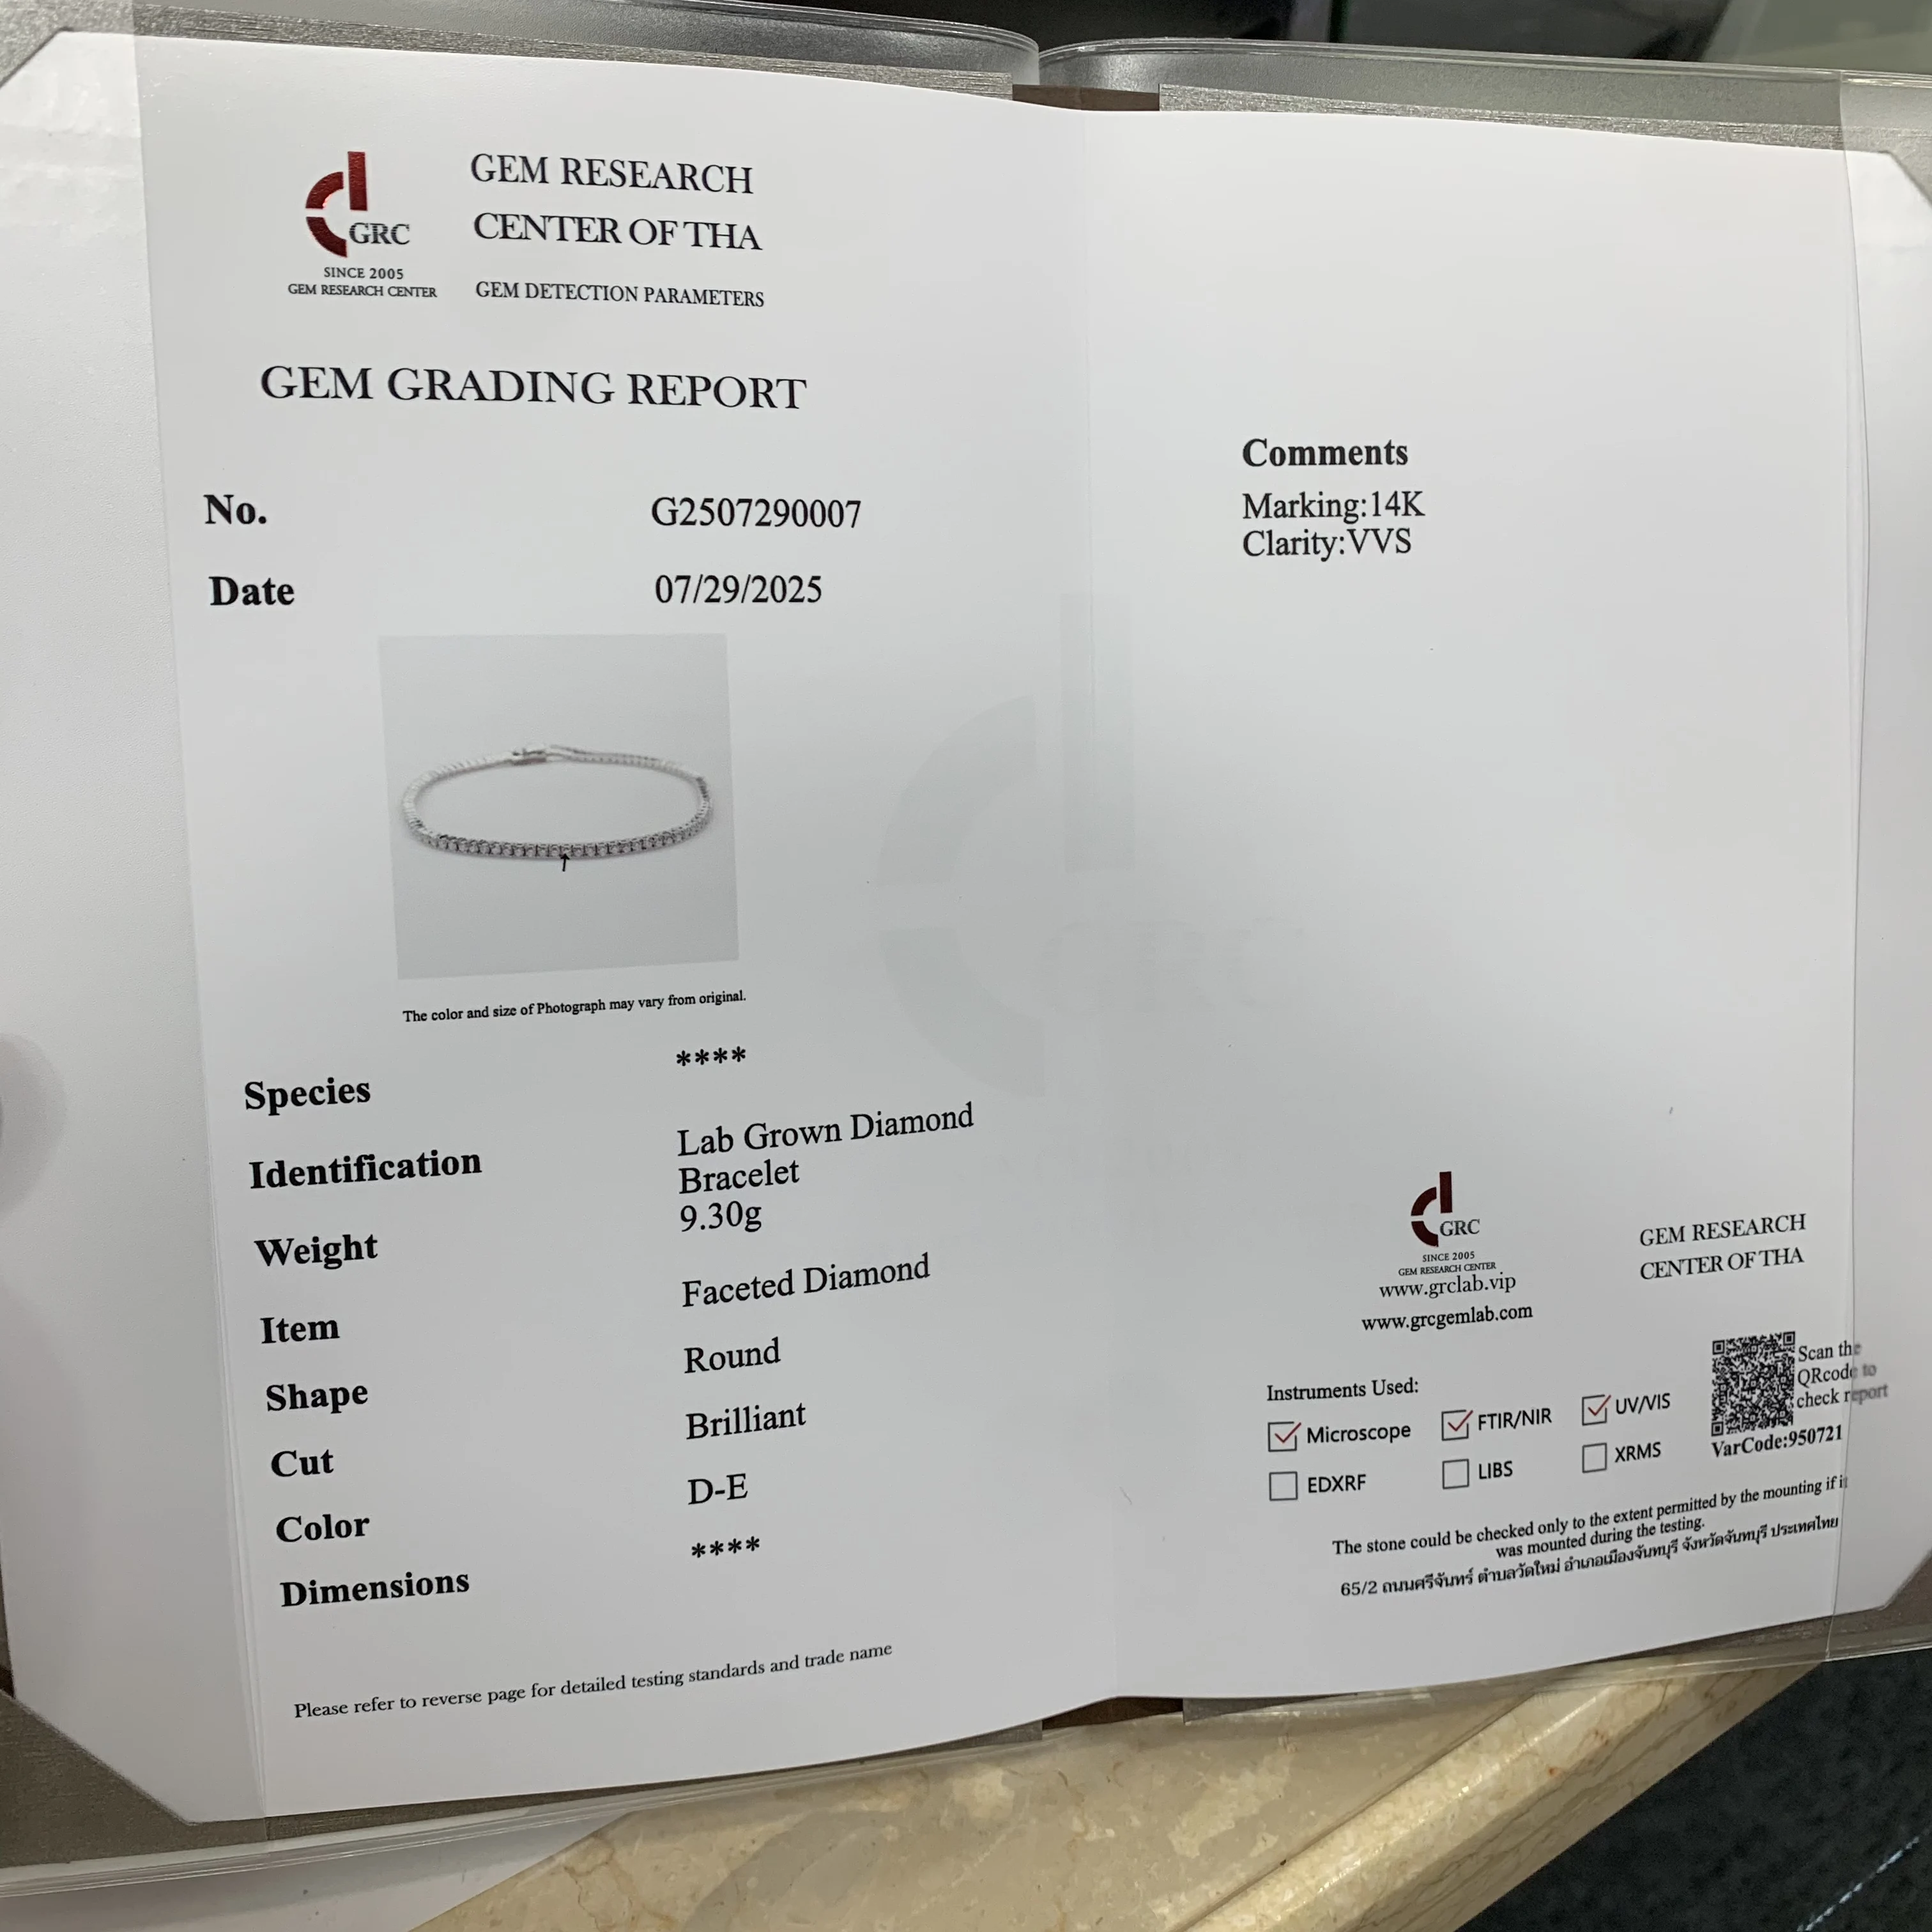 GRC
SINCE 2005
GEM RESEARCH CENTER
GEM RESEARCH
CENTER OF THA
GEM DETECTION PARAMETERS
GEM GRADING REPORT
No. G2507290007
Date 07/29/2025
The color and size of Photograph may vary from original.
Species ****
Identification Lab Grown Diamond
Bracelet
Weight 9.30g
Item Faceted Diamond
Shape Round
Cut Brilliant
Color D-E
Dimensions ****
Please refer to reverse page for detailed testing standards and trade name
Comments
Marking:14K
Clarity:VVS
GRC
SINCE 2005
GEM RESEARCH CENTER
www.grclab.vip
www.grcgemlab.com
GEM RESEARCH
CENTER OF THA
Instruments Used:
Microscope FTIR/NIR UV/VIS
EDXRF LIBS XRMS
Scan the
QRcode to
check report
VarCode:950721
The stone could be checked only to the extent permitted by the mounting if it
was mounted during the testing.
65/2 ถนนศรีจันทร์ ตำบลวัดใหม่ อำเภอเมืองจันทบุรี จังหวัดจันทบุรี ประเทศไทย